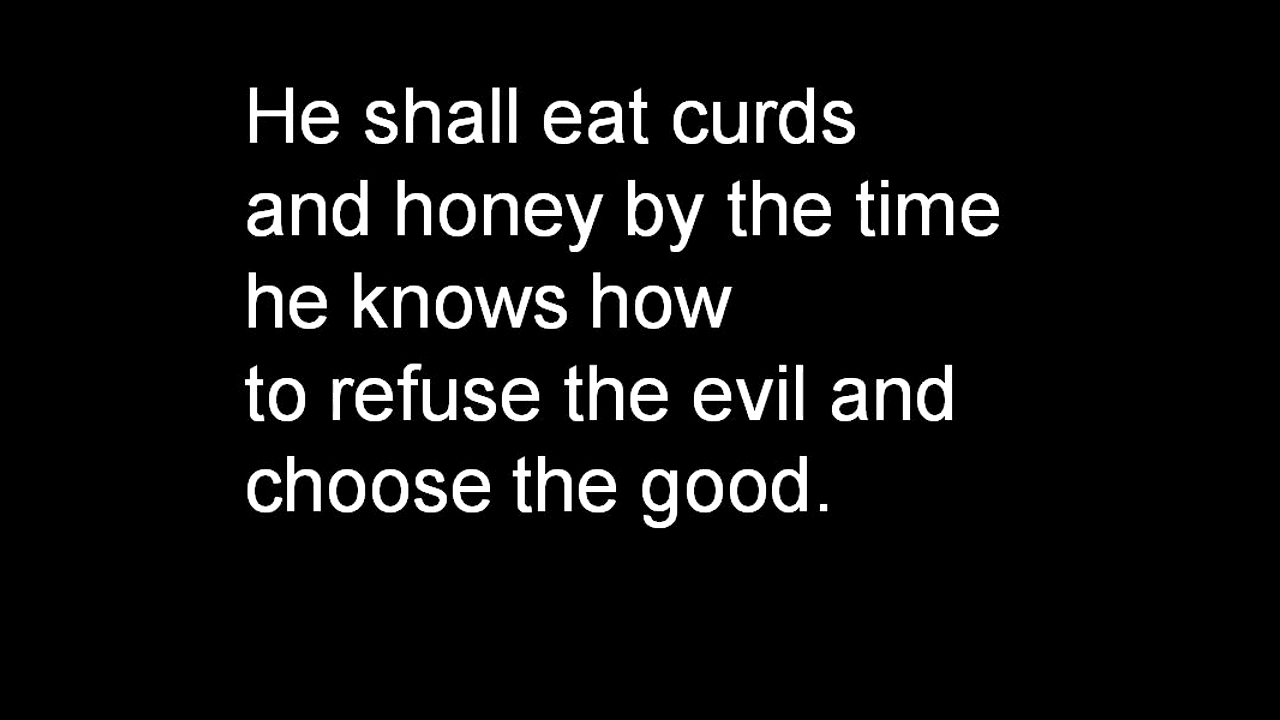 He shall eat curds
and honey by the time
he knows how
to refuse the evil and
choose the good.